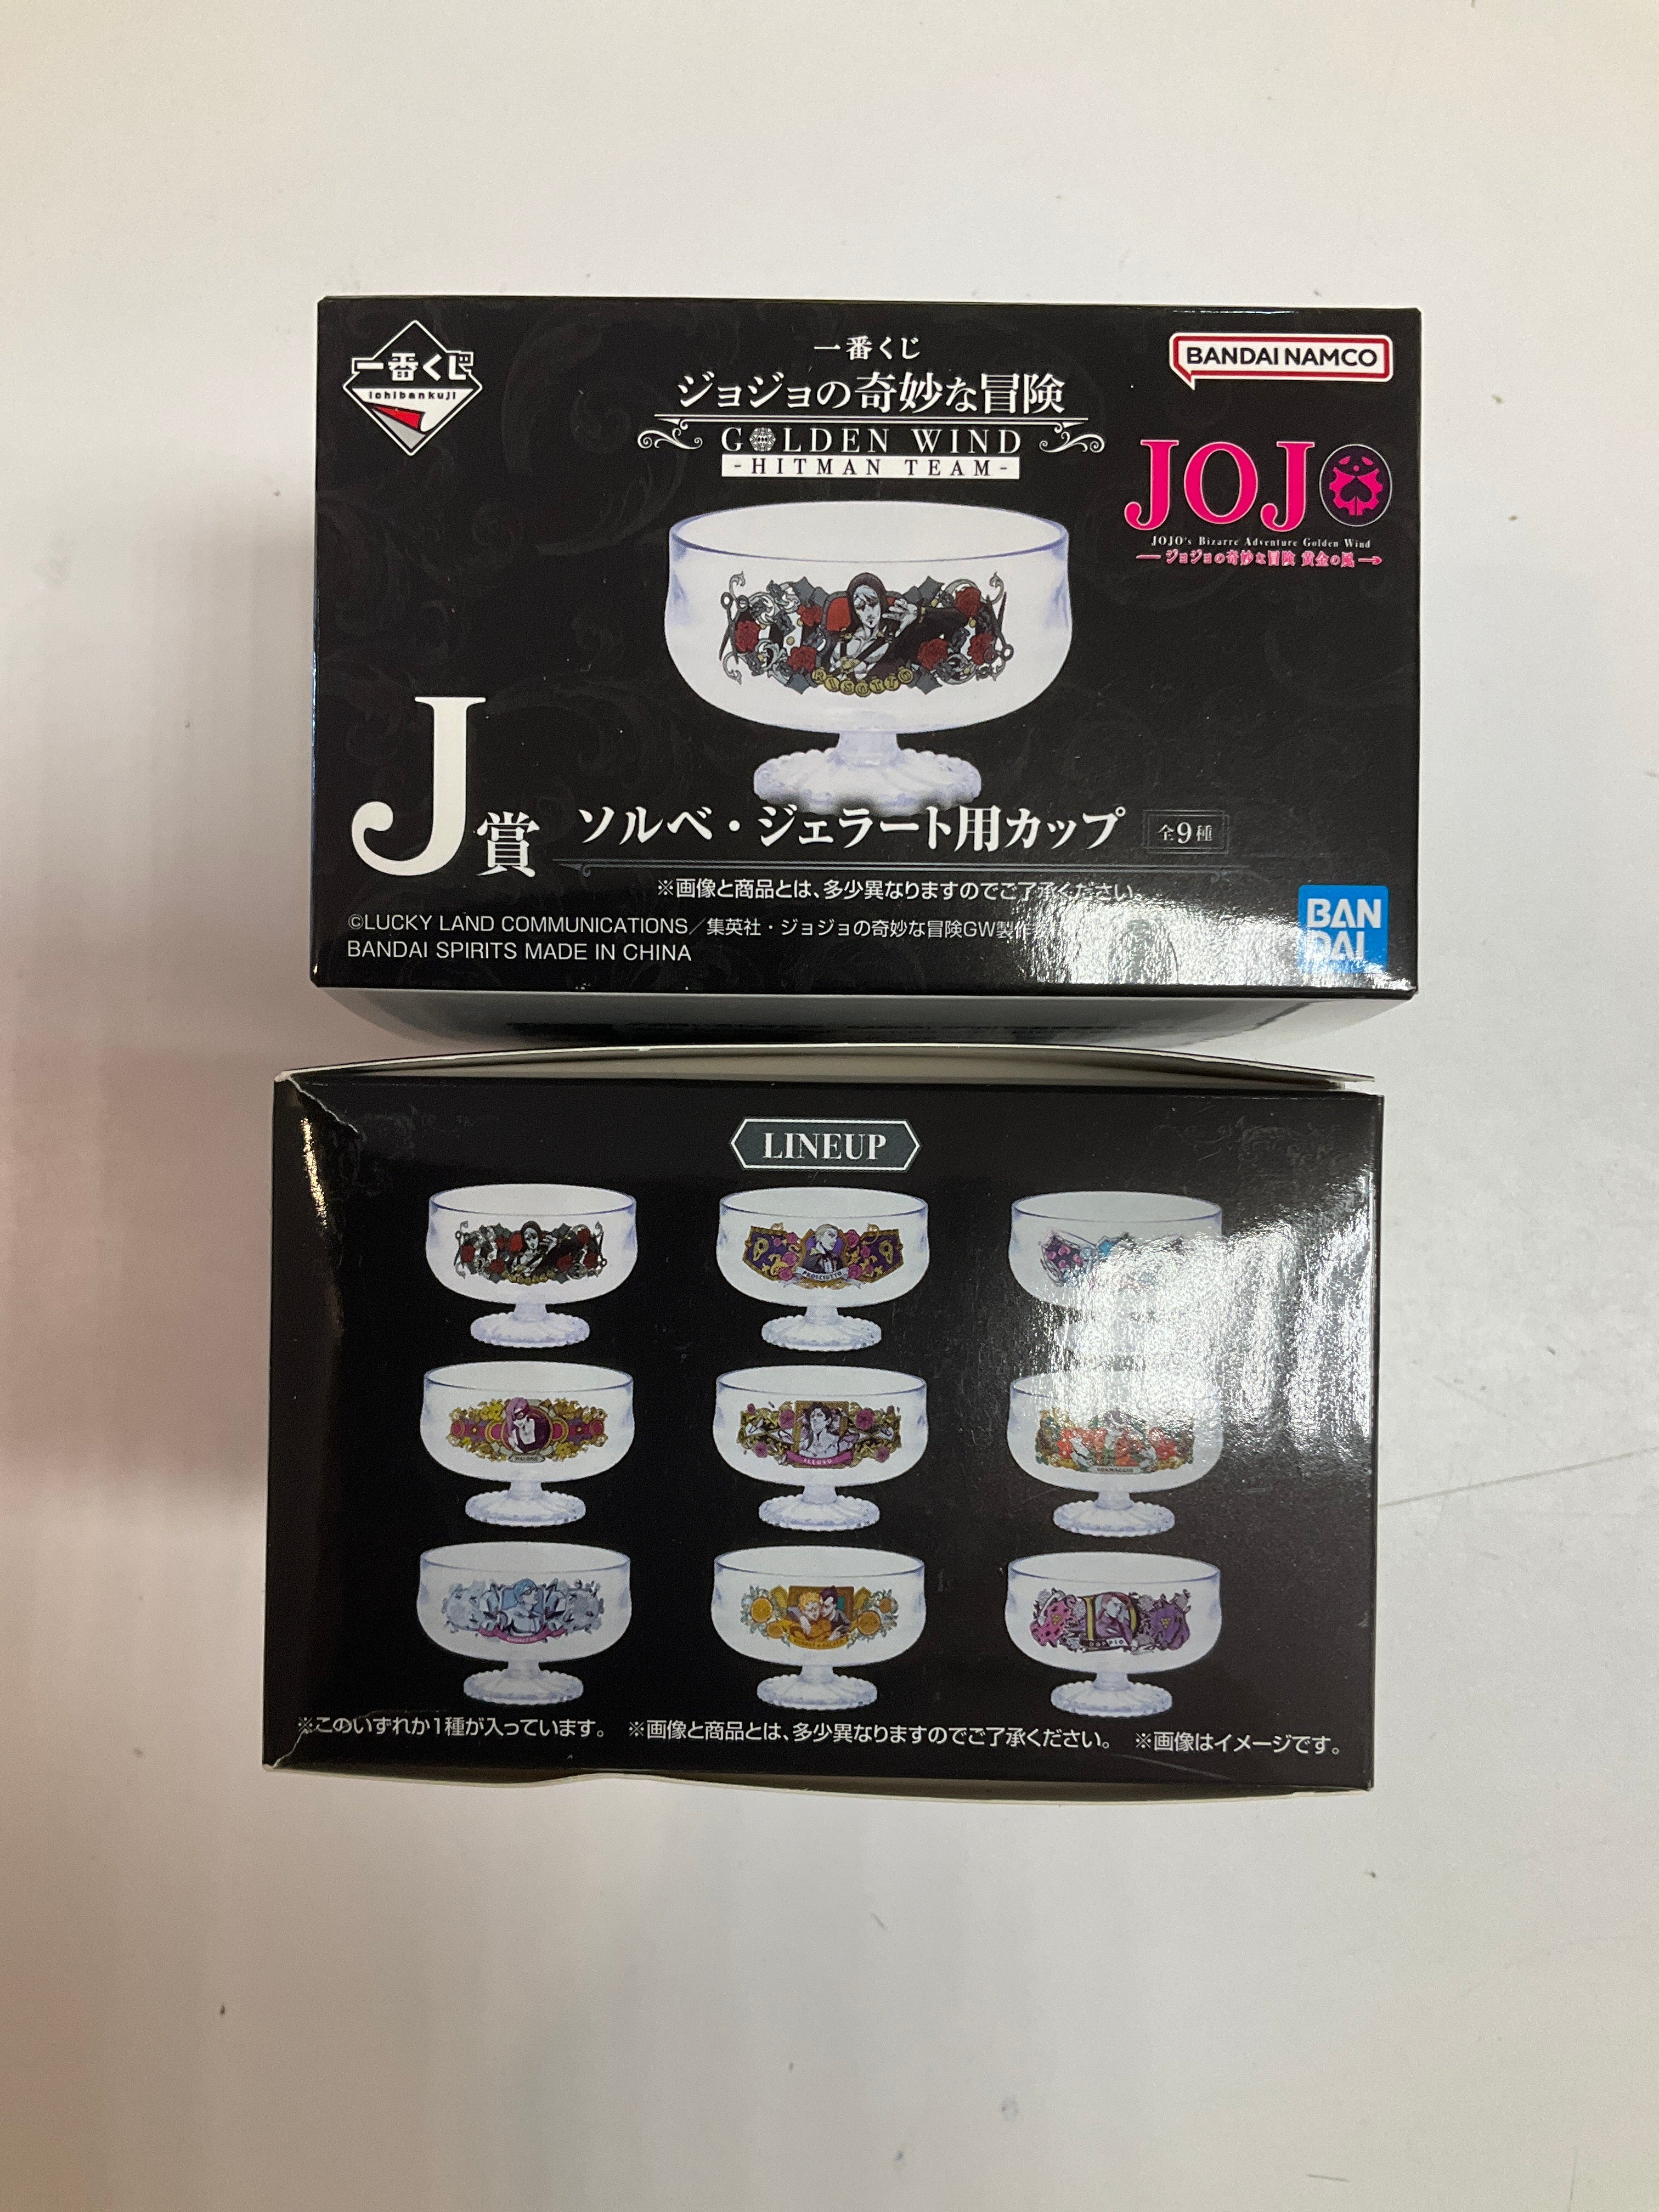 一番くじ
ichibankuji
一番くじ
ジョジョの奇妙な冒険
GOLDEN WIND
-HITMAN TEAM-
BANDAI NAMCO
JOJO
JOJO's Bizarre Adventure Golden Wind
ジョジョの奇妙な冒険 黄金の風
RISOTTO
J賞 ソルベ・ジェラート用カップ 全9種
※画像と商品とは、多少異なりますのでご了承ください。
©LUCKY LAND COMMUNICATIONS／集英社・ジョジョの奇妙な冒険GW製作
BANDAI SPIRITS MADE IN CHINA
BAN
DAI
LINEUP
PROSCIUTTO
MELONE
ILLUSO
FORMAGGIO
DOPPIO
※このいずれか1種が入っています。 ※画像と商品とは、多少異なりますのでご了承ください。 ※画像はイメージです。